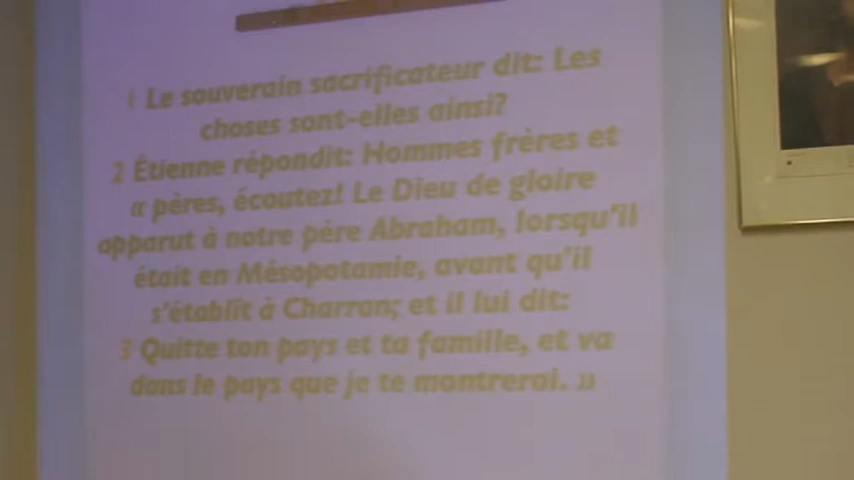 1 Le souverain sacrificateur dit: Les
choses sont-elles ainsi?
2 Étienne répondit: Hommes frères et
« pères, écoutez! Le Dieu de gloire
apparut à notre père Abraham, lorsqu'il
était en Mésopotamie, avant qu'il
s'établît à Charran; et il lui dit:
3 Quitte ton pays et ta famille, et va
dans le pays que je te montrerai. »